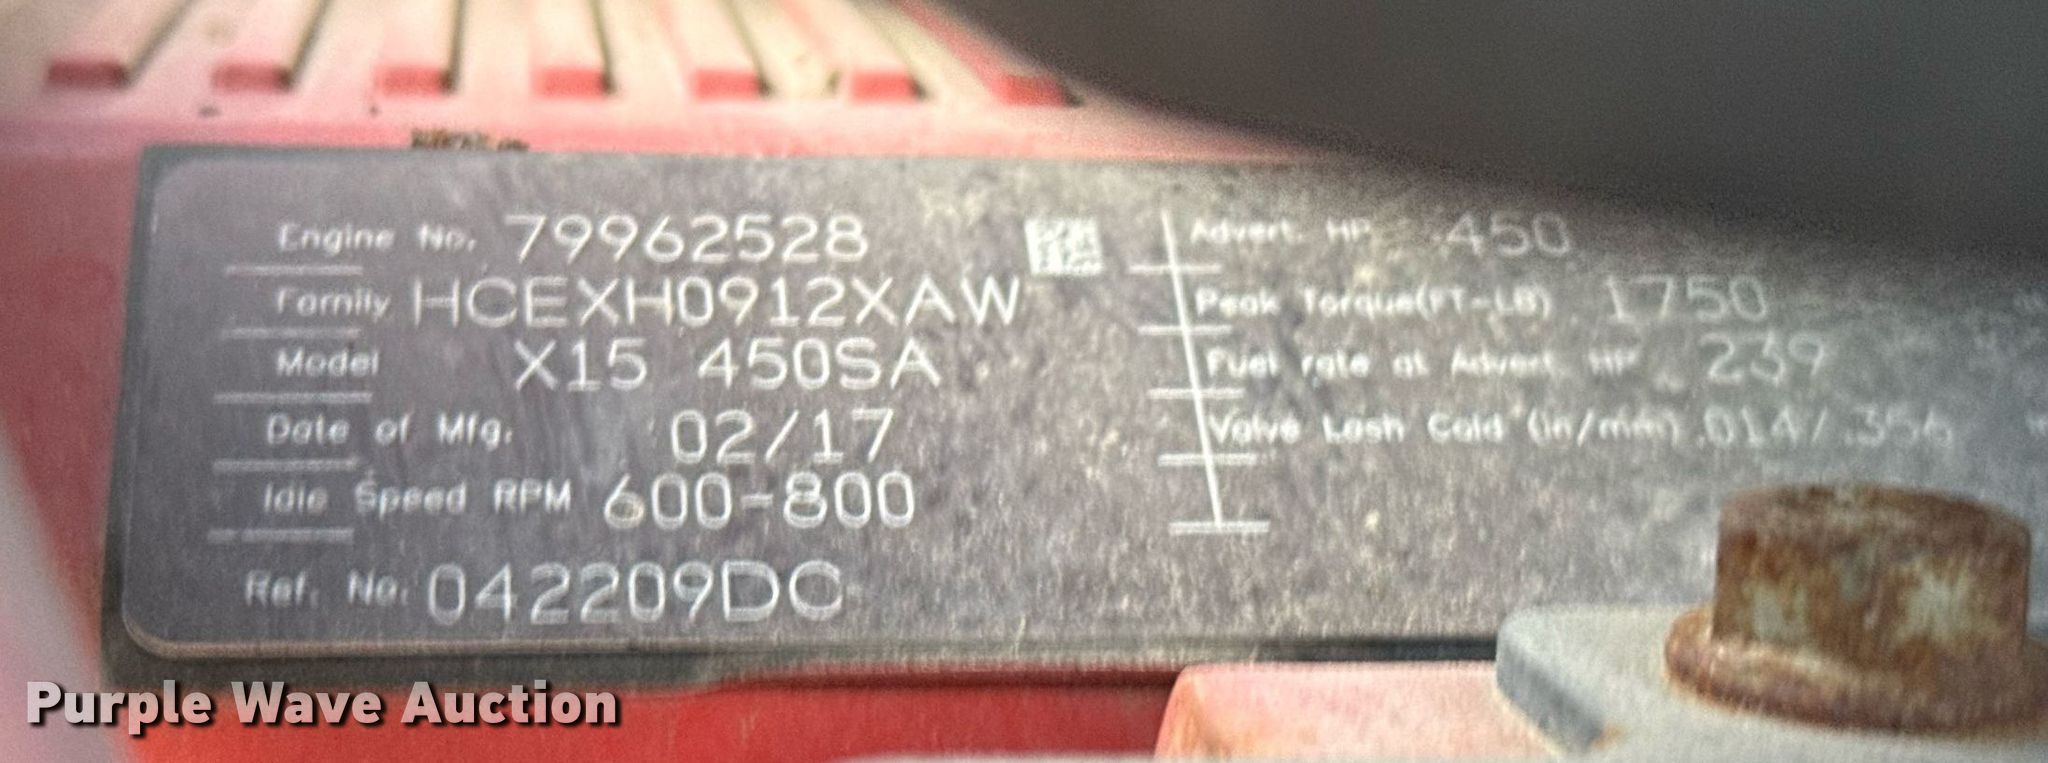 Engine No. 79962528
Family HCEXH0912XAW
Model X15 450SA
Date of Mfg. 02/17
Idle Speed RPM 600-800
Ref. No. 042209DC
Advert. HP 450
Peak Torque(FT-LB) 1750
Fuel rate at Advert. HP 239
Valve Lash Cold (in/mm) .014/.356
Purple Wave Auction